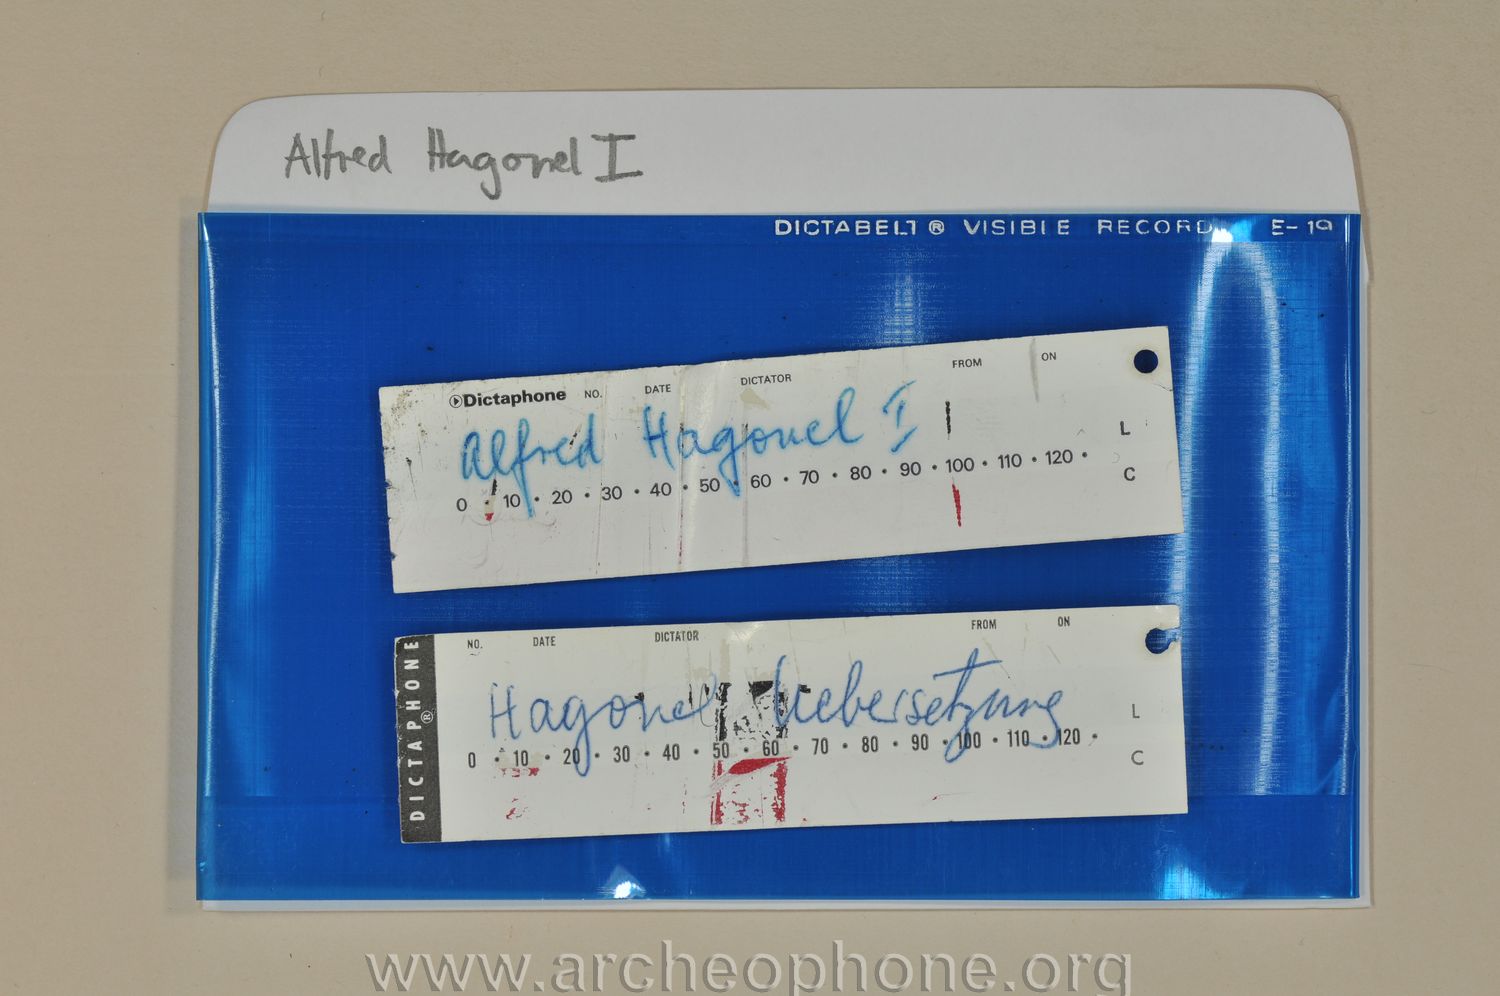 Alfred Hagonel I
DICTABELT® VISIBLE RECORD E-19
Dictaphone NO. DATE DICTATOR FROM ON
Alfred Hagonel I
L
0 · 10 · 20 · 30 · 40 · 50 · 60 · 70 · 80 · 90 · 100 · 110 · 120 ·
C
DICTAPHONE®
NO. DATE DICTATOR FROM ON
Hagonel Uebersetzung
L
0 · 10 · 20 · 30 · 40 · 50 · 60 · 70 · 80 · 90 · 100 · 110 · 120 ·
C
www.archeophone.org